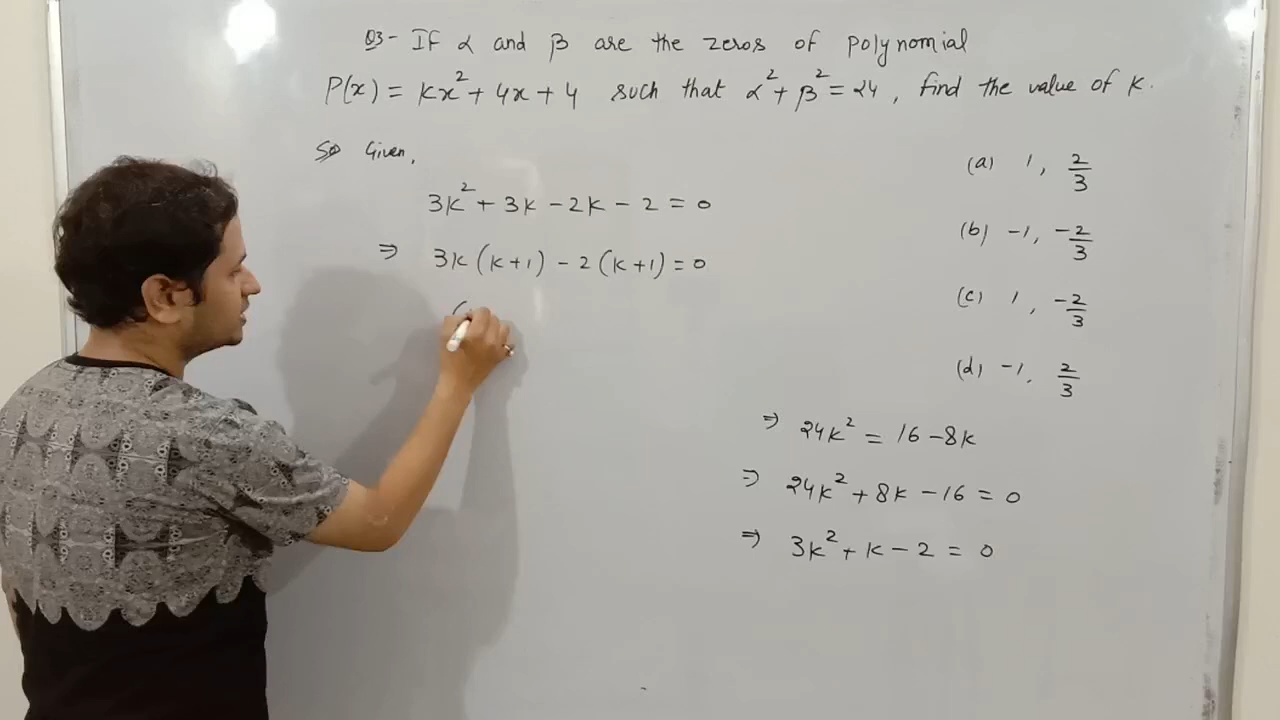 Q3- If α and β are the zeros of polynomial
P(x) = kx² + 4x + 4 such that α² + β² = 24, find the value of k.
Given,
3k² + 3k - 2k - 2 = 0
⇒ 3k(k+1) - 2(k+1) = 0
(
(a) 1, 2/3
(b) -1, -2/3
(c) 1, -2/3
(d) -1, 2/3
⇒ 24k² = 16 - 8k
⇒ 24k² + 8k - 16 = 0
⇒ 3k² + k - 2 = 0